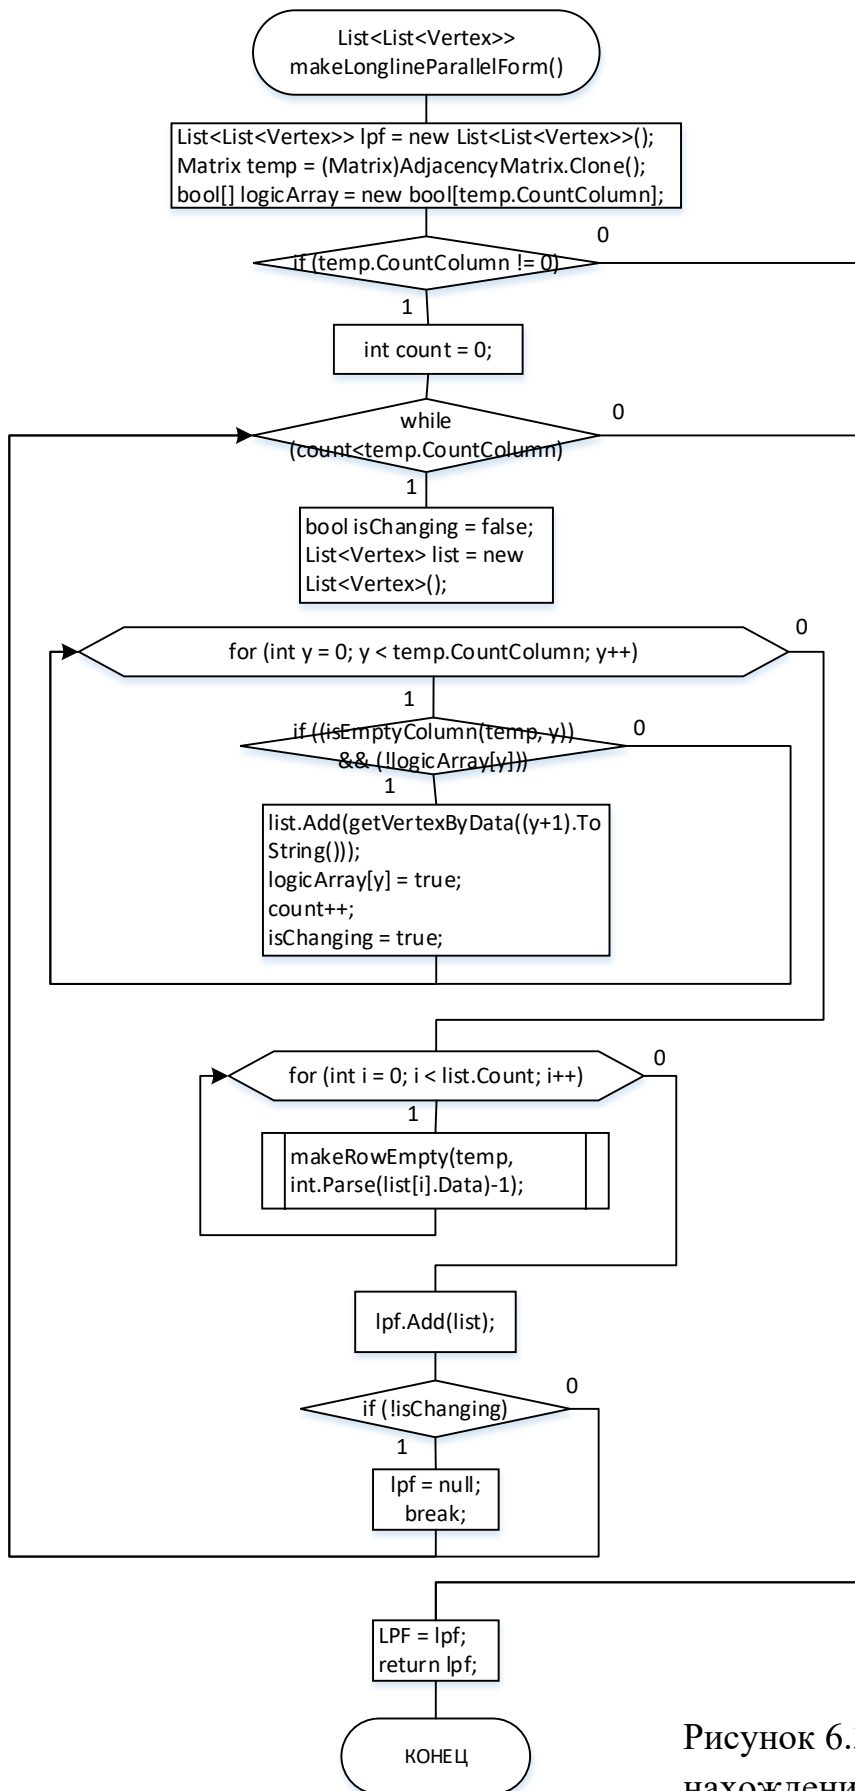 List<List<Vertex>>
makeLonglineParallelForm()
List<List<Vertex>> lpf = new List<List<Vertex>>();
Matrix temp = (Matrix)AdjacencyMatrix.Clone();
bool[] logicArray = new bool[temp.CountColumn];
0
if (temp.CountColumn != 0)
1
int count = 0;
0
while
(count<temp.CountColumn)
1
bool isChanging = false;
List<Vertex> list = new
List<Vertex>();
0
for (int y = 0; y < temp.CountColumn; y++)
1
if ((isEmptyColumn(temp, y))
&& (!logicArray[y]))
0
1
list.Add(getVertexByData((y+1).To
String()));
logicArray[y] = true;
count++;
isChanging = true;
0
for (int i = 0; i < list.Count; i++)
1
makeRowEmpty(temp,
int.Parse(list[i].Data)-1);
lpf.Add(list);
0
if (!isChanging)
1
lpf = null;
break;
LPF = lpf;
return lpf;
КОНЕЦ
Рисунок 6.